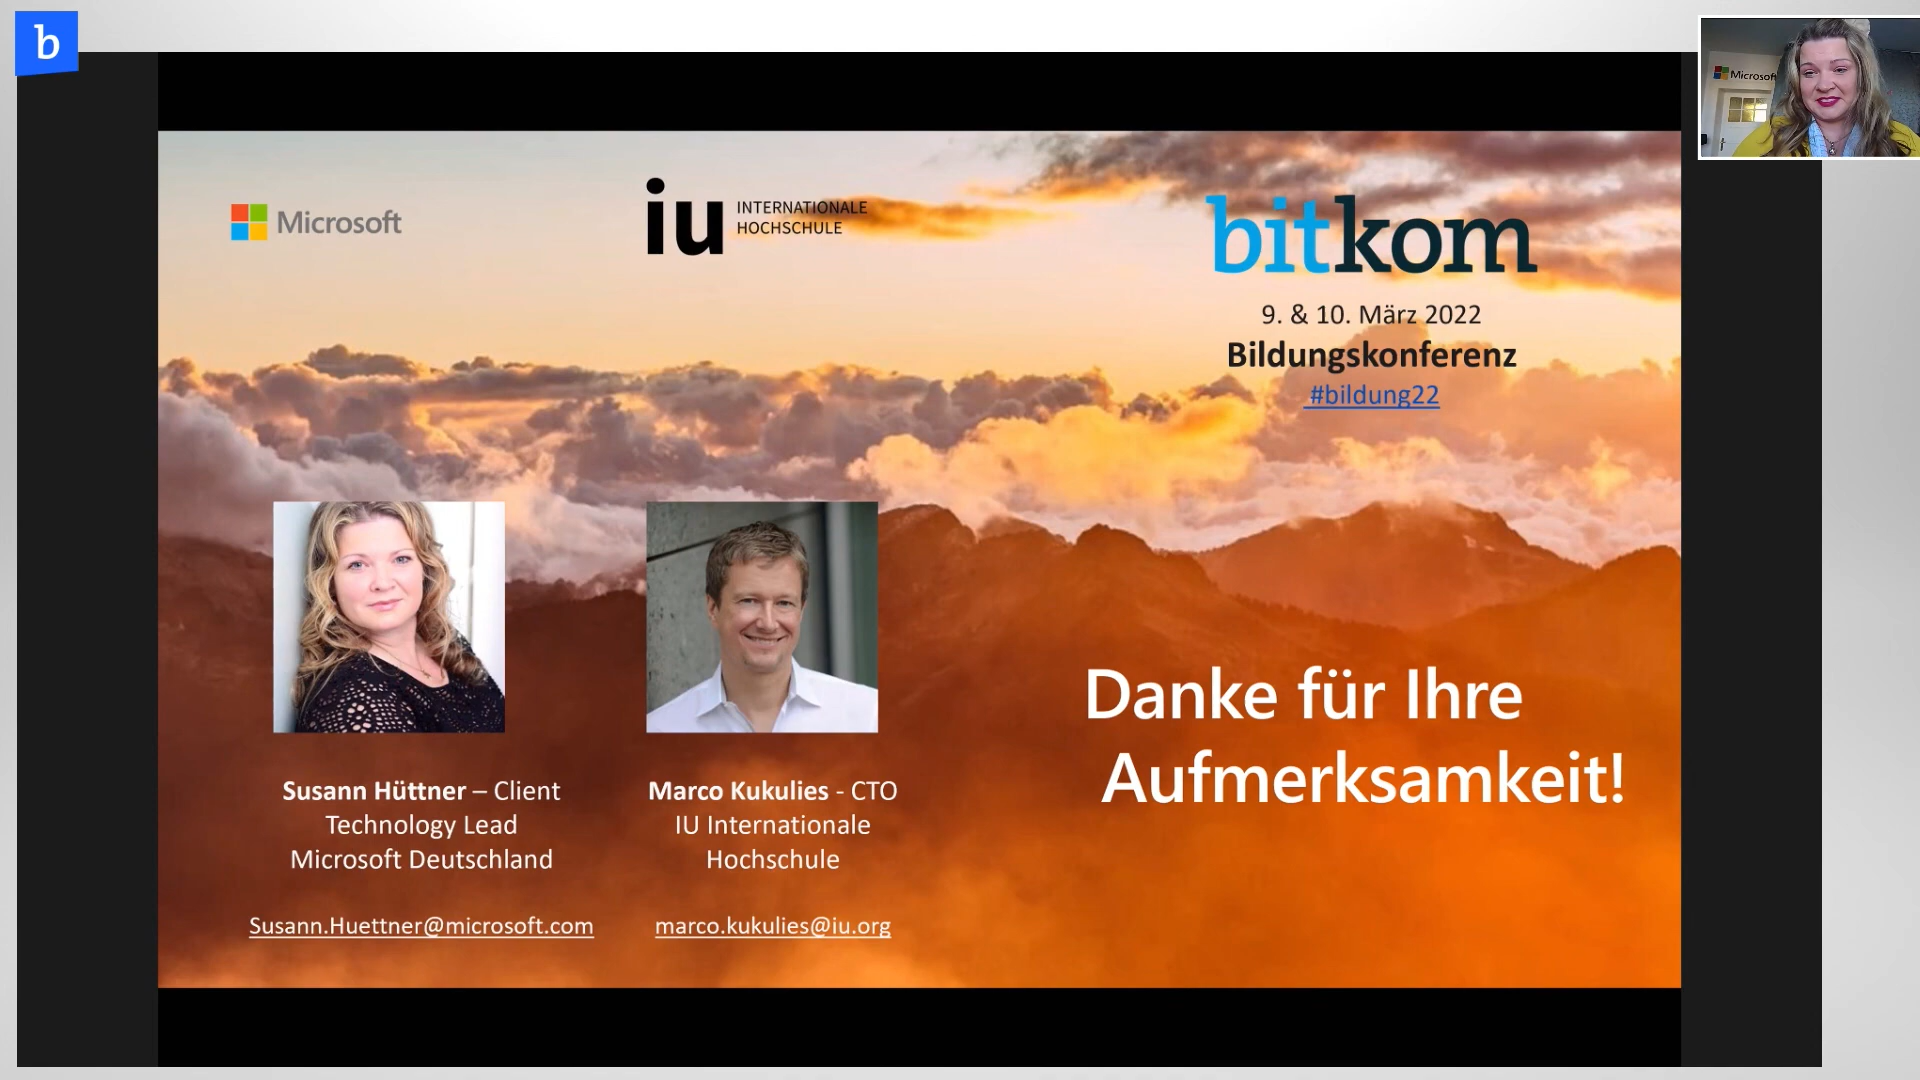 b
Microsoft
Microsoft
iu INTERNATIONALE
HOCHSCHULE
bitkom
9. & 10. März 2022
Bildungskonferenz
#bildung22
Danke für Ihre
Aufmerksamkeit!
Susann Hüttner – Client
Technology Lead
Microsoft Deutschland
Susann.Huettner@microsoft.com
Marco Kukulies - CTO
IU Internationale
Hochschule
marco.kukulies@iu.org